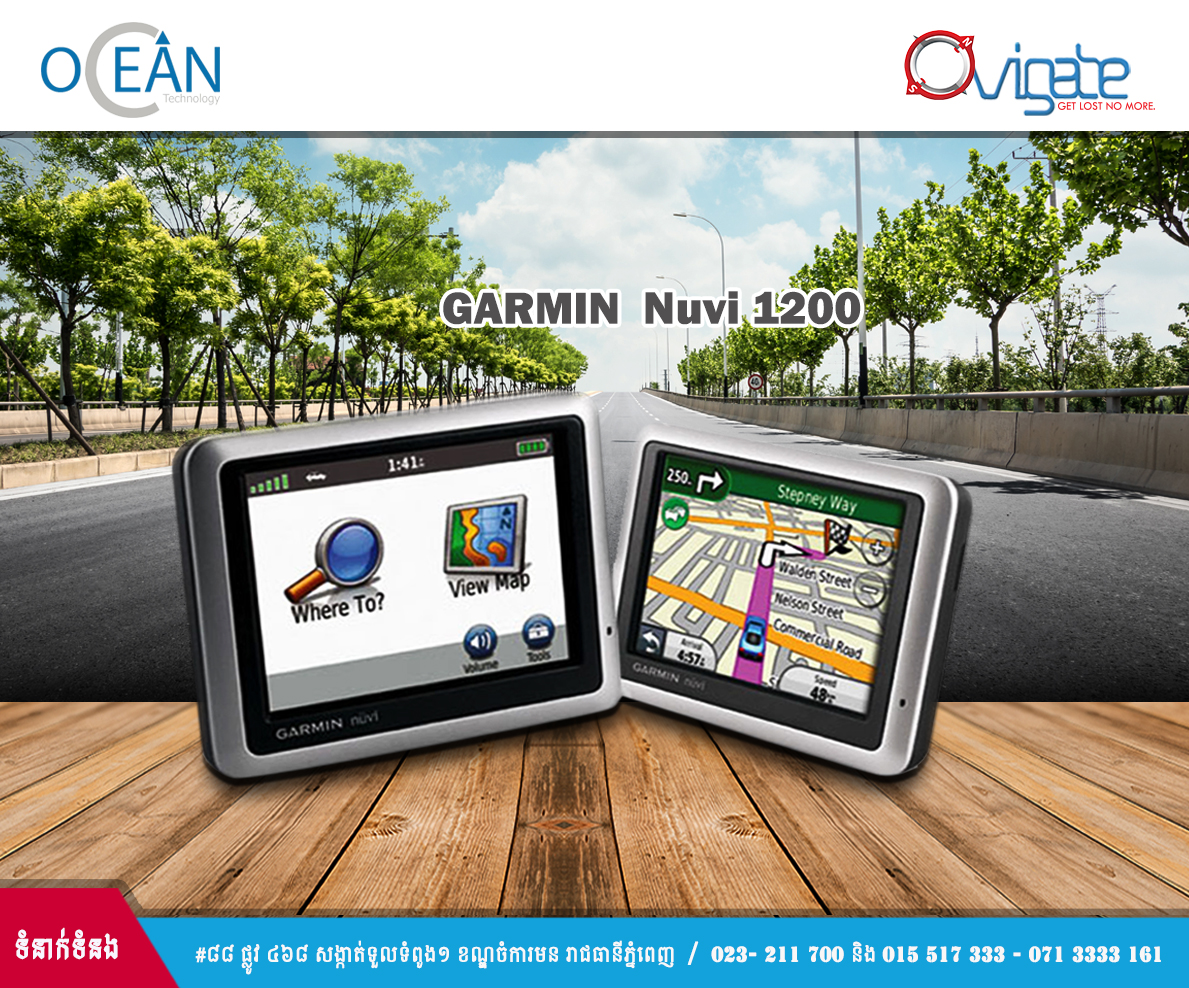 OCEAN
Technology
Ovigate
GET LOST NO MORE.
GARMIN Nuvi 1200
1:41
Where To?
View Map
Volume
Tools
GARMIN nüvi
250
Stepney Way
Walden Street
Nelson Street
Commercial Road
Arrival
4:57
Speed
48
GARMIN nüvi
ទំនាក់ទំនង
#៨៨ ផ្លូវ ៤៦៨ សង្កាត់ទួលទំពូង១ ខណ្ឌចំការមន រាជធានីភ្នំពេញ / 023- 211 700 និង 015 517 333 - 071 3333 161